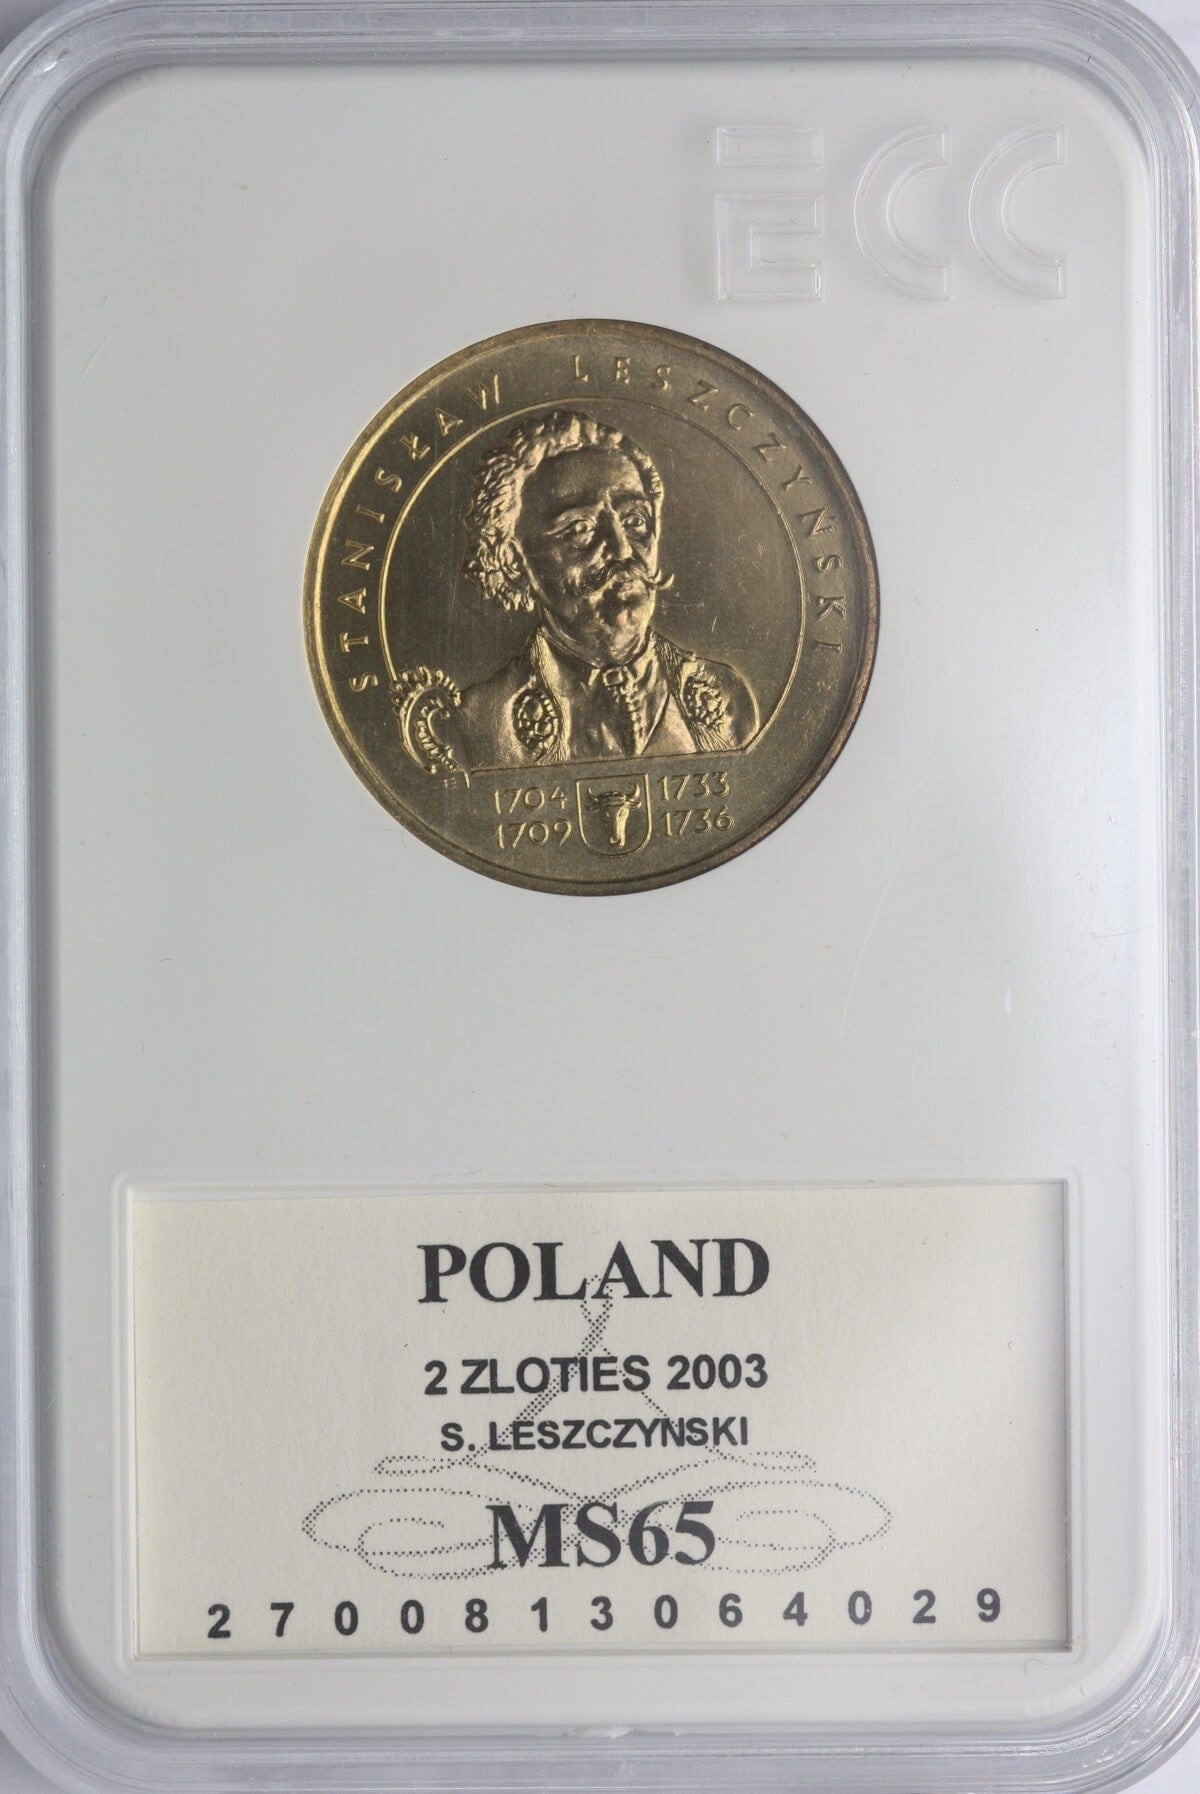 ECC
STANISŁAW LESZCZYŃSKI
1704 1733
1709 1736
POLAND
2 ZLOTIES 2003
S. LESZCZYNSKI
MS65
2700813064029